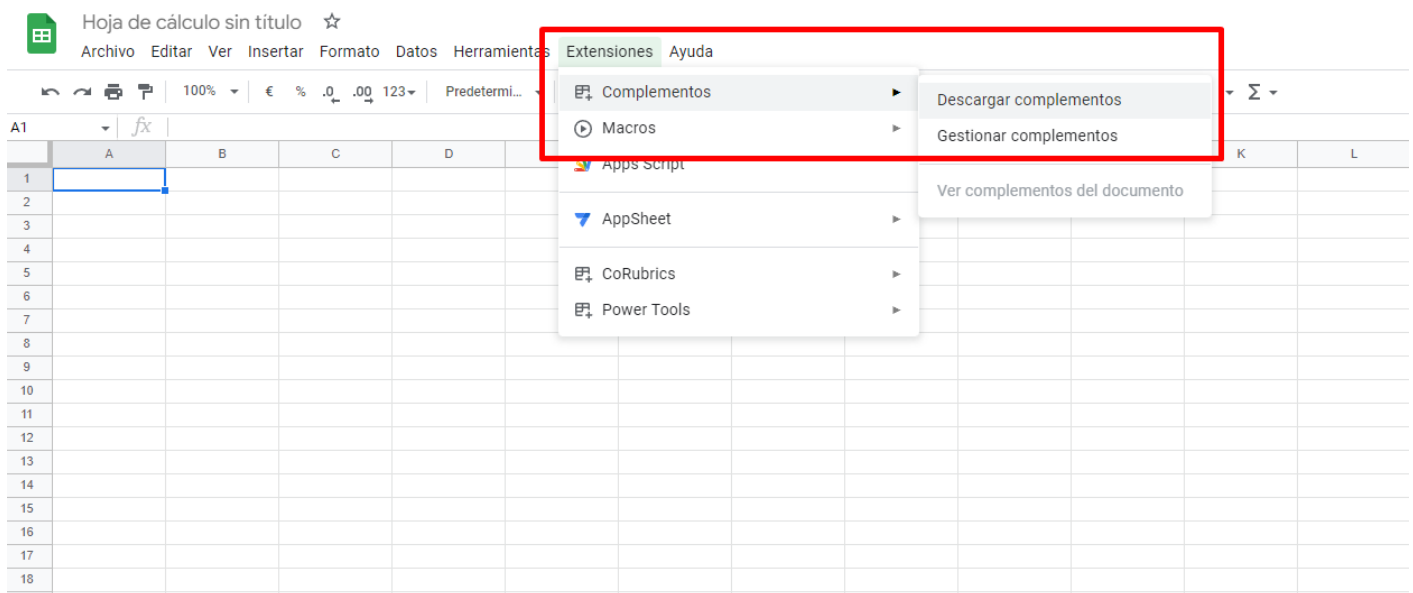 Hoja de cálculo sin título
Archivo Editar Ver Insertar Formato Datos Herramientas Extensiones Ayuda
100% € % .0 .00 123 Predetermi... Σ
A1 fx
A B C D K L
Complementos
Macros
Apps Script
AppSheet
CoRubrics
Power Tools
Descargar complementos
Gestionar complementos
Ver complementos del documento
1
2
3
4
5
6
7
8
9
10
11
12
13
14
15
16
17
18